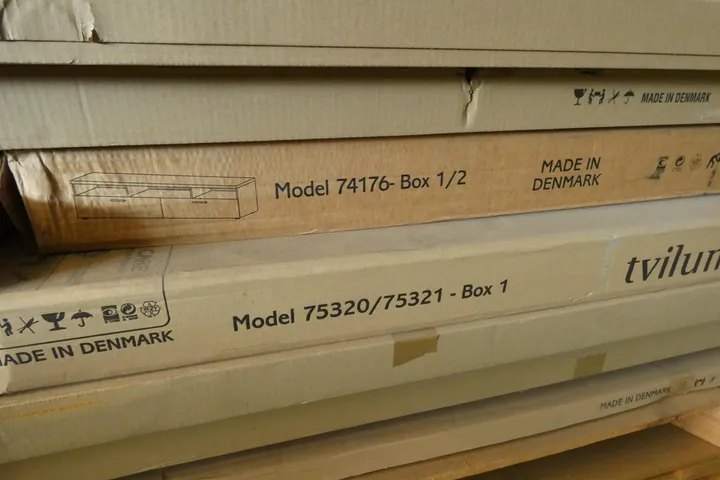 MADE IN DENMARK
Model 74176- Box 1/2
MADE IN
DENMARK
tvilum
Model 75320/75321 - Box 1
MADE IN DENMARK
MADE IN DENMARK